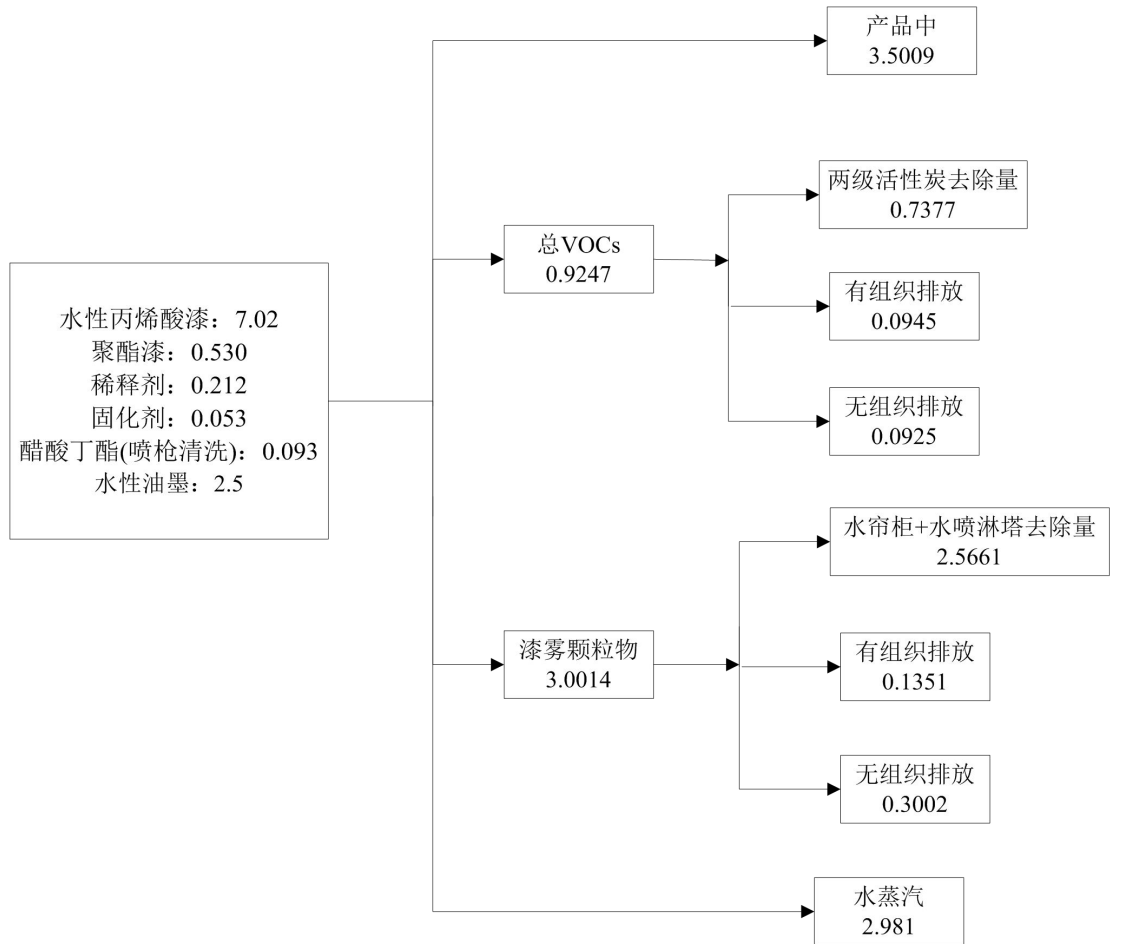 产品中
3.5009
两级活性炭去除量
0.7377
总VOCs
0.9247
有组织排放
0.0945
无组织排放
0.0925
水性丙烯酸漆：7.02
聚酯漆：0.530
稀释剂：0.212
固化剂：0.053
醋酸丁酯(喷枪清洗)：0.093
水性油墨：2.5
水帘柜+水喷淋塔去除量
2.5661
漆雾颗粒物
3.0014
有组织排放
0.1351
无组织排放
0.3002
水蒸汽
2.981